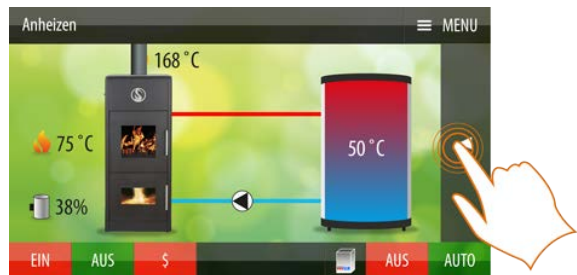 Anheizen
MENU
168 °C
75 °C
50 °C
38%
EIN AUS $ AUS AUTO